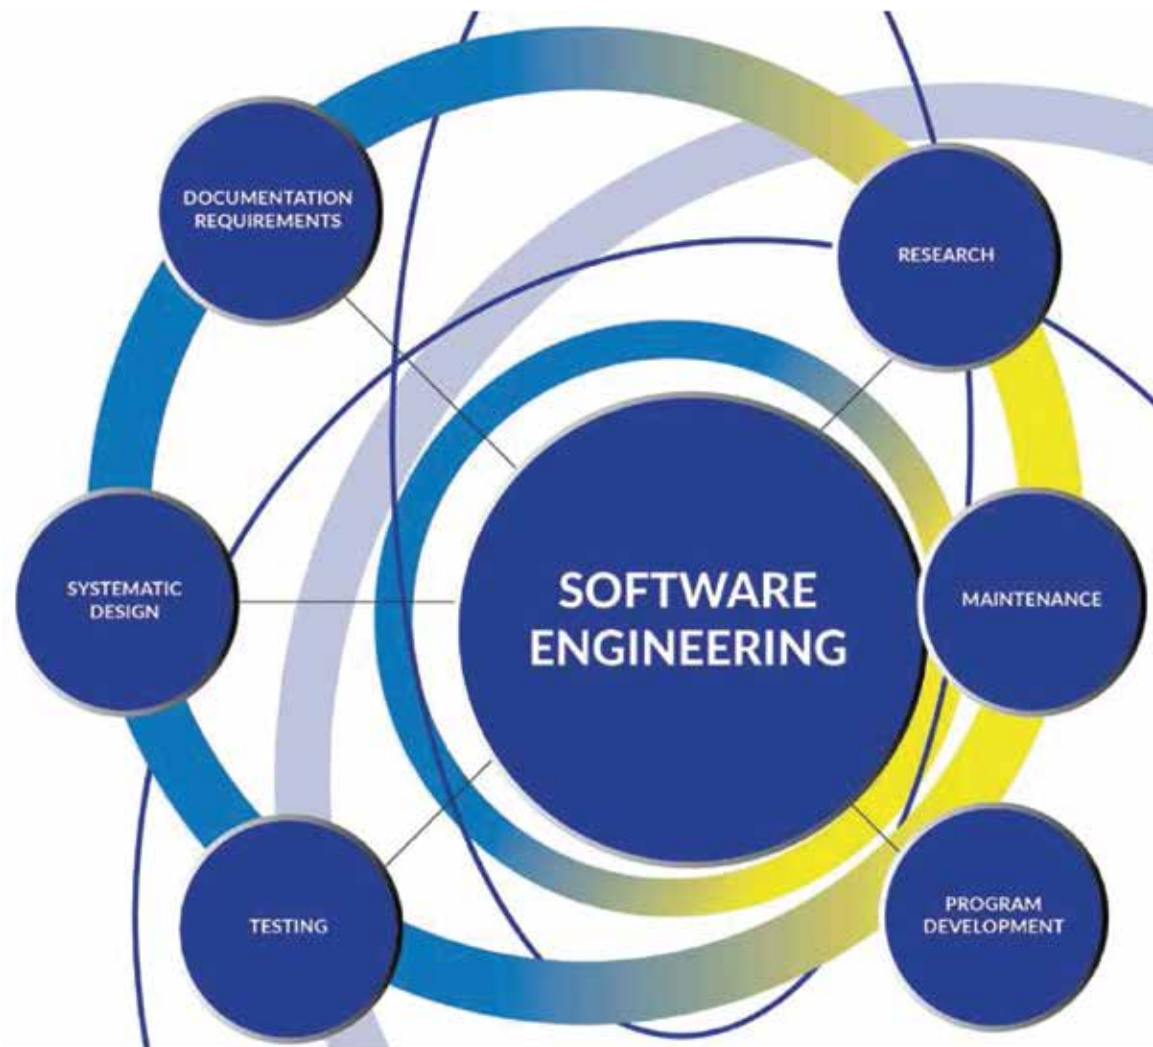 DOCUMENTATION
REQUIREMENTS
RESEARCH
SYSTEMATIC
DESIGN
SOFTWARE
ENGINEERING
MAINTENANCE
TESTING
PROGRAM
DEVELOPMENT